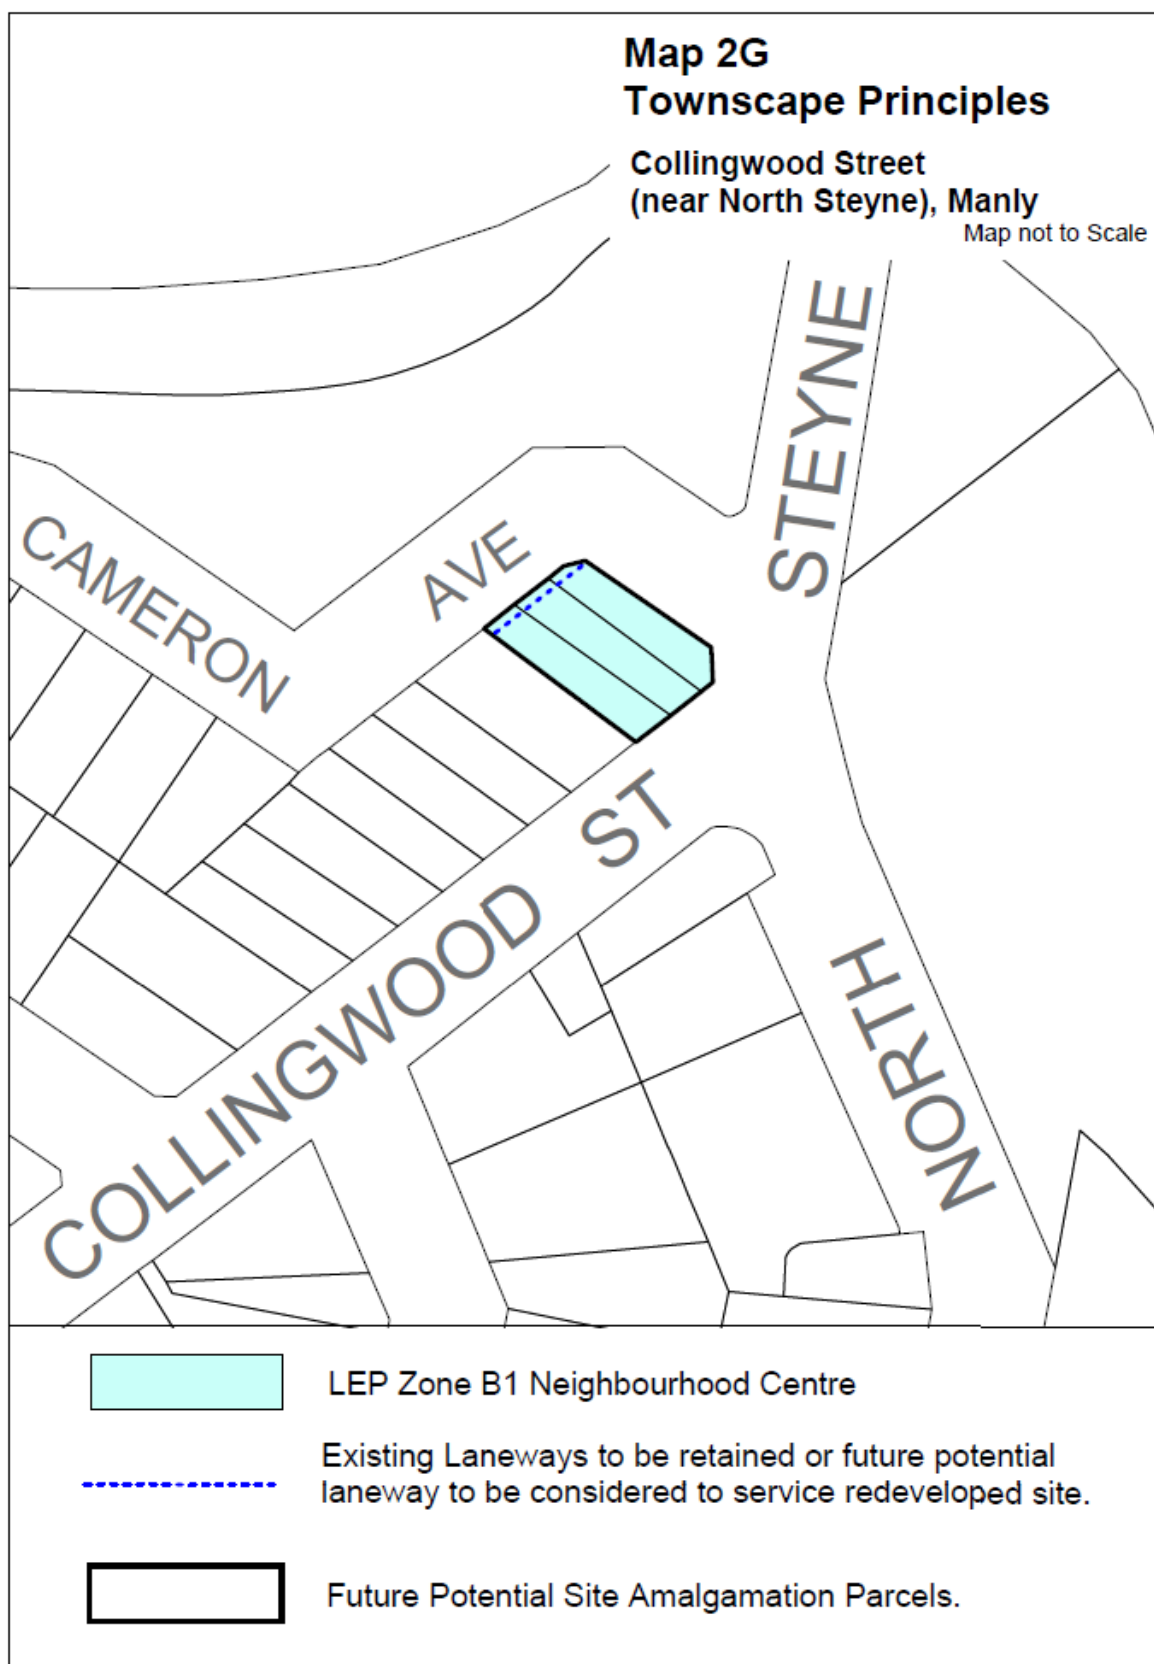 Map 2G
Townscape Principles
Collingwood Street
(near North Steyne), Manly
Map not to Scale
STEYNE
CAMERON
AVE
COLLINGWOOD ST
NORTH
LEP Zone B1 Neighbourhood Centre
Existing Laneways to be retained or future potential
laneway to be considered to service redeveloped site.
Future Potential Site Amalgamation Parcels.